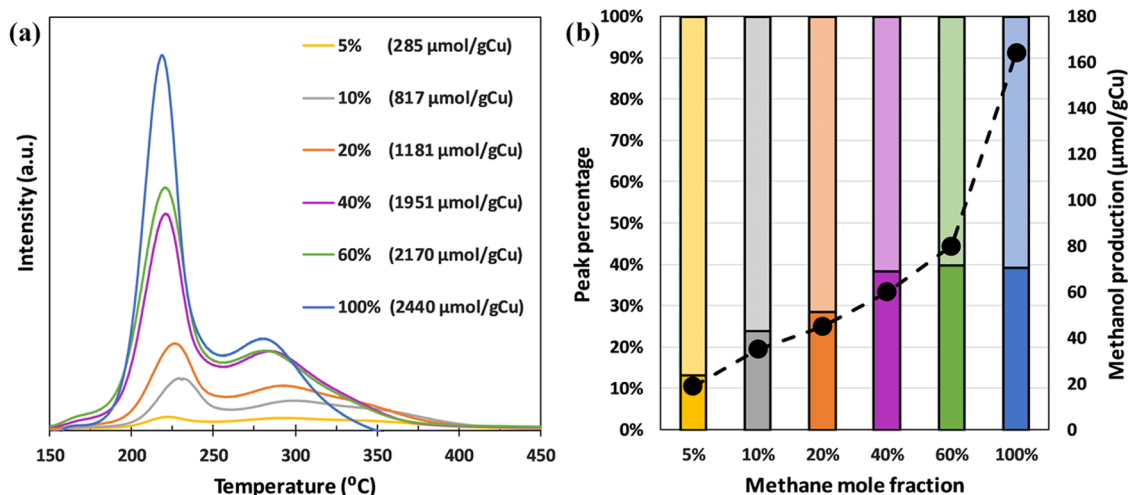 (a)
Intensity (a.u.)
5% (285 µmol/gCu)
10% (817 µmol/gCu)
20% (1181 µmol/gCu)
40% (1951 µmol/gCu)
60% (2170 µmol/gCu)
100% (2440 µmol/gCu)
150 200 250 300 350 400 450
Temperature (⁰C)
(b)
Peak percentage
100%
90%
80%
70%
60%
50%
40%
30%
20%
10%
0%
5% 10% 20% 40% 60% 100%
Methane mole fraction
180
160
140
120
100
80
60
40
20
0
Methanol production (µmol/gCu)